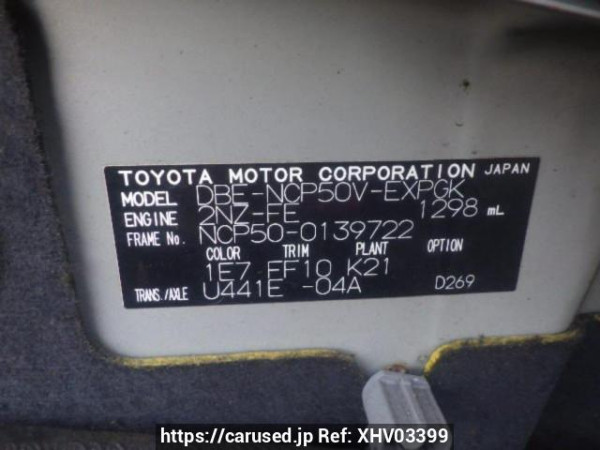 TOYOTA MOTOR CORPORATION JAPAN
MODEL DBE-NCP50V-EXPGK
ENGINE 2NZ-FE 1298 mL
FRAME No. NCP50-0139722
COLOR TRIM PLANT OPTION
1E7 FF10 K21
TRANS./AXLE U441E -04A D269
https://carused.jp Ref: XHV03399